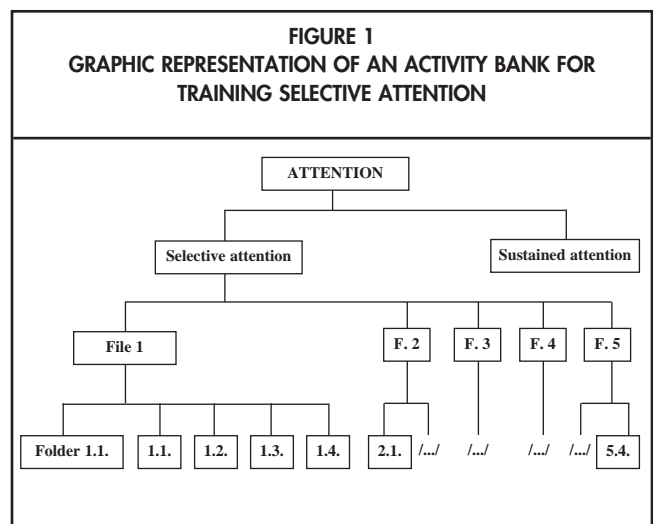 FIGURE 1
GRAPHIC REPRESENTATION OF AN ACTIVITY BANK FOR
TRAINING SELECTIVE ATTENTION
ATTENTION
Selective attention
Sustained attention
File 1
F. 2
F. 3
F. 4
F. 5
Folder 1.1.
1.1.
1.2.
1.3.
1.4.
2.1.
/.../
/.../
/.../
/.../
5.4.